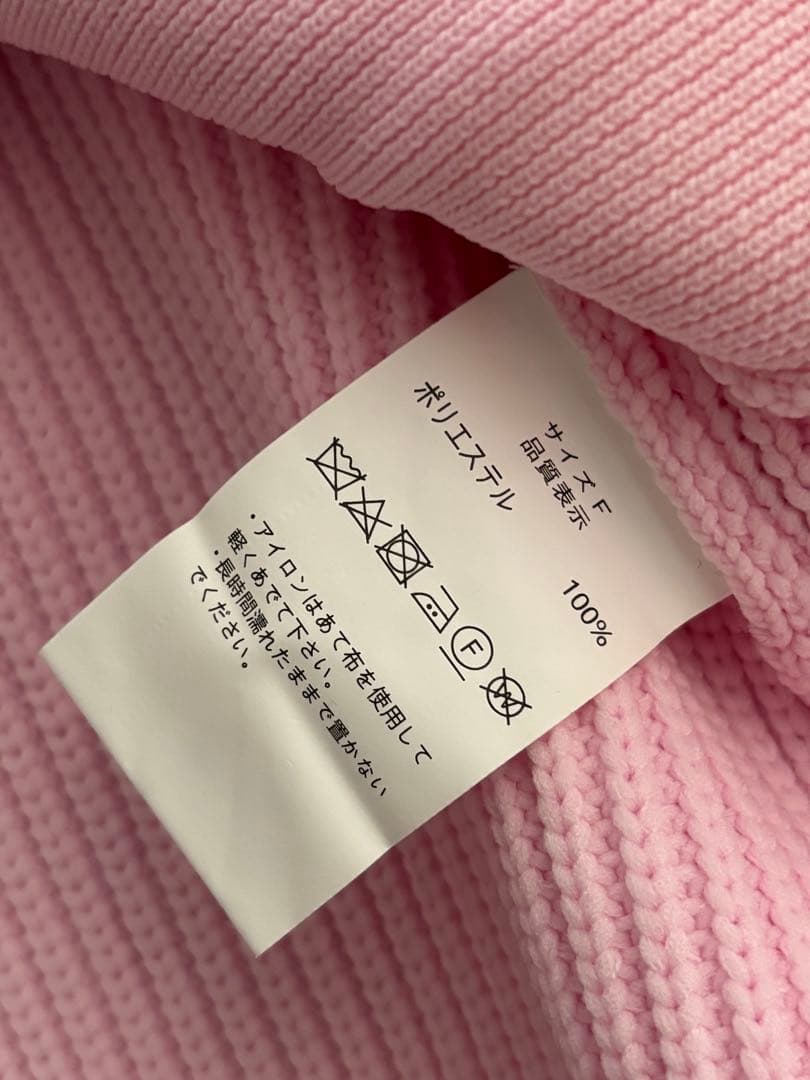 サイズ F
品質表示
ポリエステル 100%
F
W
・アイロンはあて布を使用して
軽くあでて下さい。
・長時間濡れたままで置かない
でください。